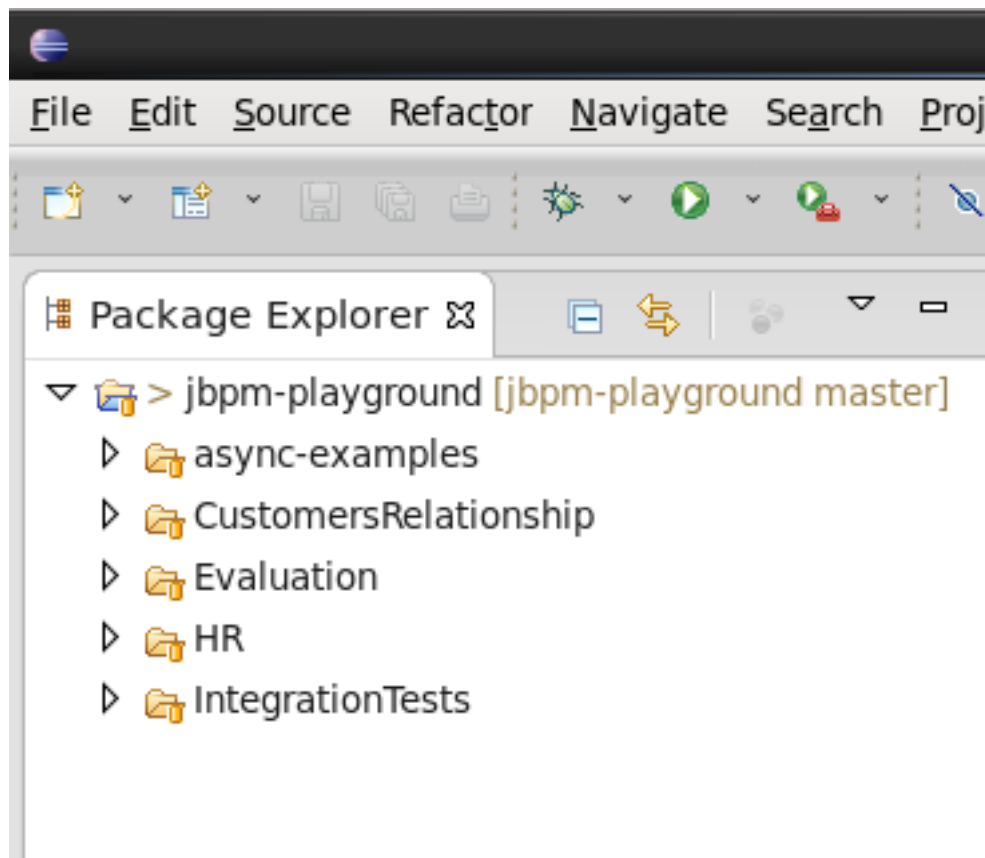 File Edit Source Refactor Navigate Search Proj
Package Explorer
> jbpm-playground [jbpm-playground master]
async-examples
CustomersRelationship
Evaluation
HR
IntegrationTests